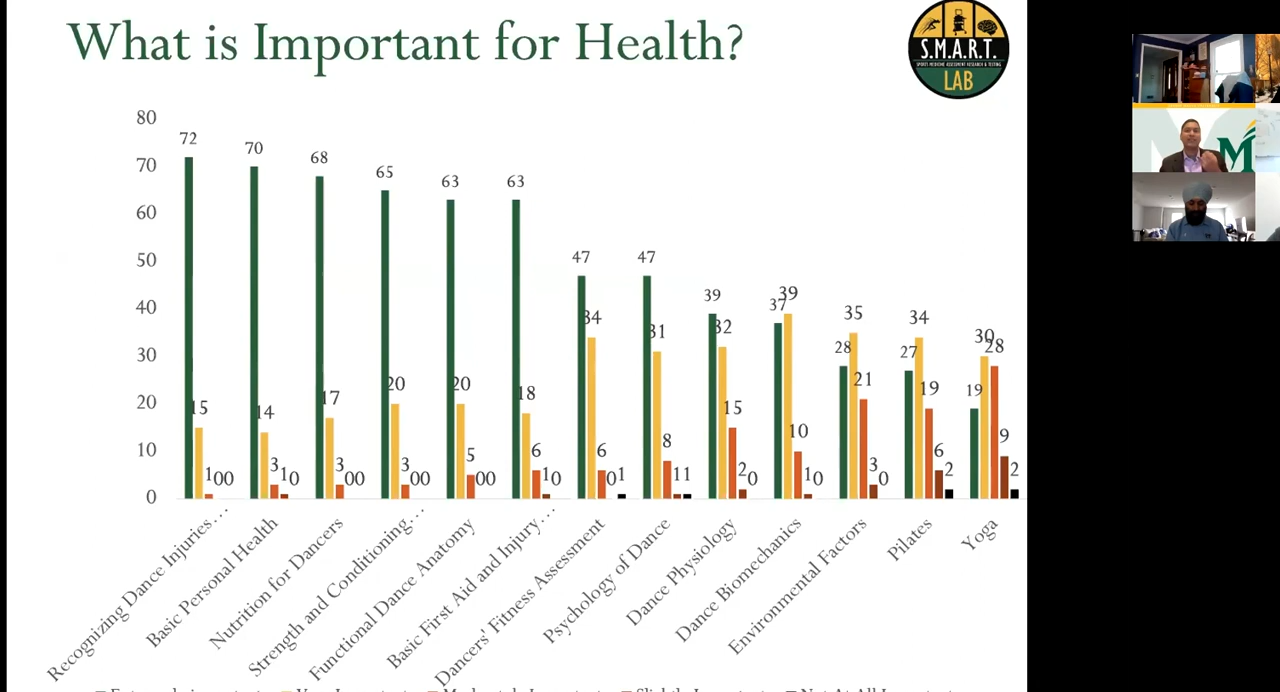 What is Important for Health?
S.M.A.R.T.
SPORTS MEDICINE ASSESSMENT RESEARCH & TESTING
LAB
M
80
70
60
50
40
30
20
10
0
72 15 1 0 0
70 14 3 1 0
68 17 3 0 0
65 20 3 0 0
63 20 5 0 0
63 18 6 1 0
47 34 6 0 1
47 31 8 1 1
39 32 15 2 0
37 39 10 1 0
28 35 21 3 0
27 34 19 6 2
19 30 28 9 2
Recognizing Dance Injuries…
Basic Personal Health
Nutrition for Dancers
Strength and Conditioning…
Functional Dance Anatomy
Basic First Aid and Injury…
Dancers' Fitness Assessment
Psychology of Dance
Dance Physiology
Dance Biomechanics
Environmental Factors
Pilates
Yoga